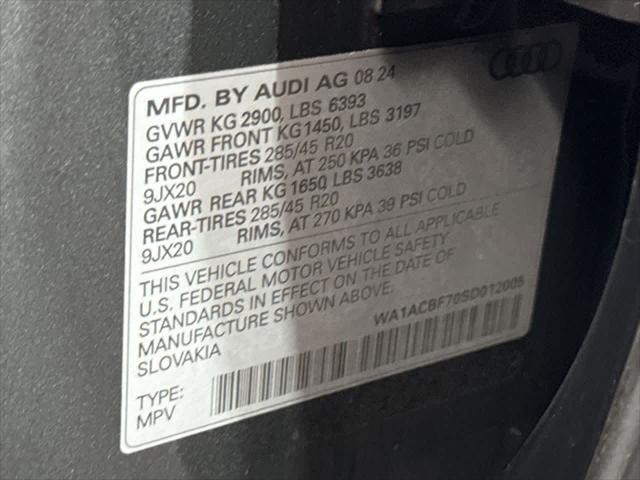 MFD. BY AUDI AG 08 24
GVWR KG 2900, LBS 6393
GAWR FRONT KG 1450, LBS 3197
FRONT-TIRES 285/45 R20
9JX20 RIMS, AT 250 KPA 36 PSI COLD
GAWR REAR KG 1650, LBS 3638
REAR-TIRES 285/45 R20
9JX20 RIMS, AT 270 KPA 39 PSI COLD
THIS VEHICLE CONFORMS TO ALL APPLICABLE
U.S. FEDERAL MOTOR VEHICLE SAFETY
STANDARDS IN EFFECT ON THE DATE OF
MANUFACTURE SHOWN ABOVE.
SLOVAKIA
WA1ACBF70SD012005
TYPE:
MPV